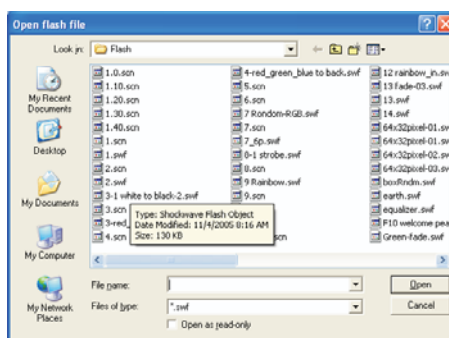 Open flash file
Look in: Flash
My Recent Documents
Desktop
My Documents
My Computer
My Network Places
1.0.scn
1.10.scn
1.20.scn
1.30.scn
1.40.scn
1.scn
1.swf
2.scn
2.swf
3-1 white to black-2.swf
3.scn
3-red_
4.scn
4-red_green_blue to back.swf
5.scn
6.scn
7 Rondom-RGB.swf
7.scn
7_6p.swf
8-1 strobe.swf
8.scn
9 Rainbow.swf
9.scn
12 rainbow_in.sw
13 fade-03.swf
13.swf
14.swf
64x32pixel-01.sw
64x32pixel-01.sw
64x32pixel-02.sw
64x32pixel-03.sw
boxRndm.swf
earth.swf
equalizer.swf
F10 welcome pea
Green-fade.swf
Type: Shockwave Flash Object
Date Modified: 11/4/2005 8:16 AM
Size: 130 KB
File name:
Open
Files of type: *.swf
Cancel
Open as read-only